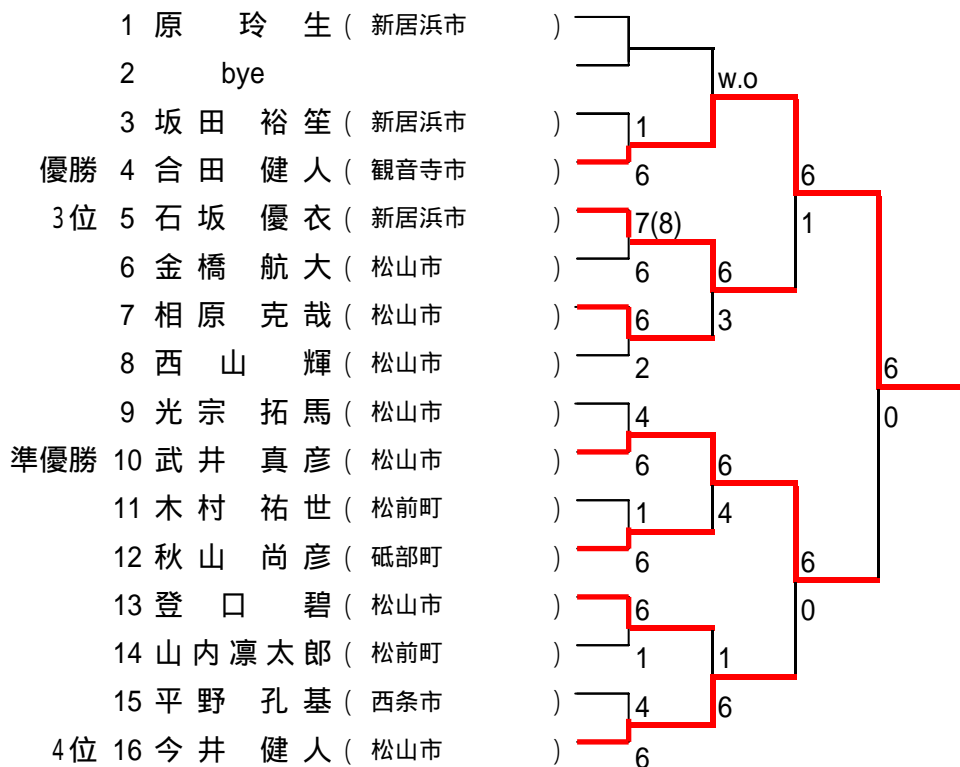 1 原 玲 生 ( 新居浜市 )
2 bye
w.o
3 坂 田 裕 笙 ( 新居浜市 ) 1
優勝 4 合 田 健 人 ( 観音寺市 ) 6 6
3位 5 石 坂 優 衣 ( 新居浜市 ) 7(8) 1
6 金 橋 航 大 ( 松山市 ) 6 6
7 相 原 克 哉 ( 松山市 ) 6 3
8 西 山 輝 ( 松山市 ) 2 6
9 光 宗 拓 馬 ( 松山市 ) 4 0
準優勝 10 武 井 真 彦 ( 松山市 ) 6 6
11 木 村 祐 世 ( 松前町 ) 1 4
12 秋 山 尚 彦 ( 砥部町 ) 6 6
13 登 口 碧 ( 松山市 ) 6 0
14 山 内 凛 太 郎 ( 松前町 ) 1 1
15 平 野 孔 基 ( 西条市 ) 4 6
4位 16 今 井 健 人 ( 松山市 ) 6